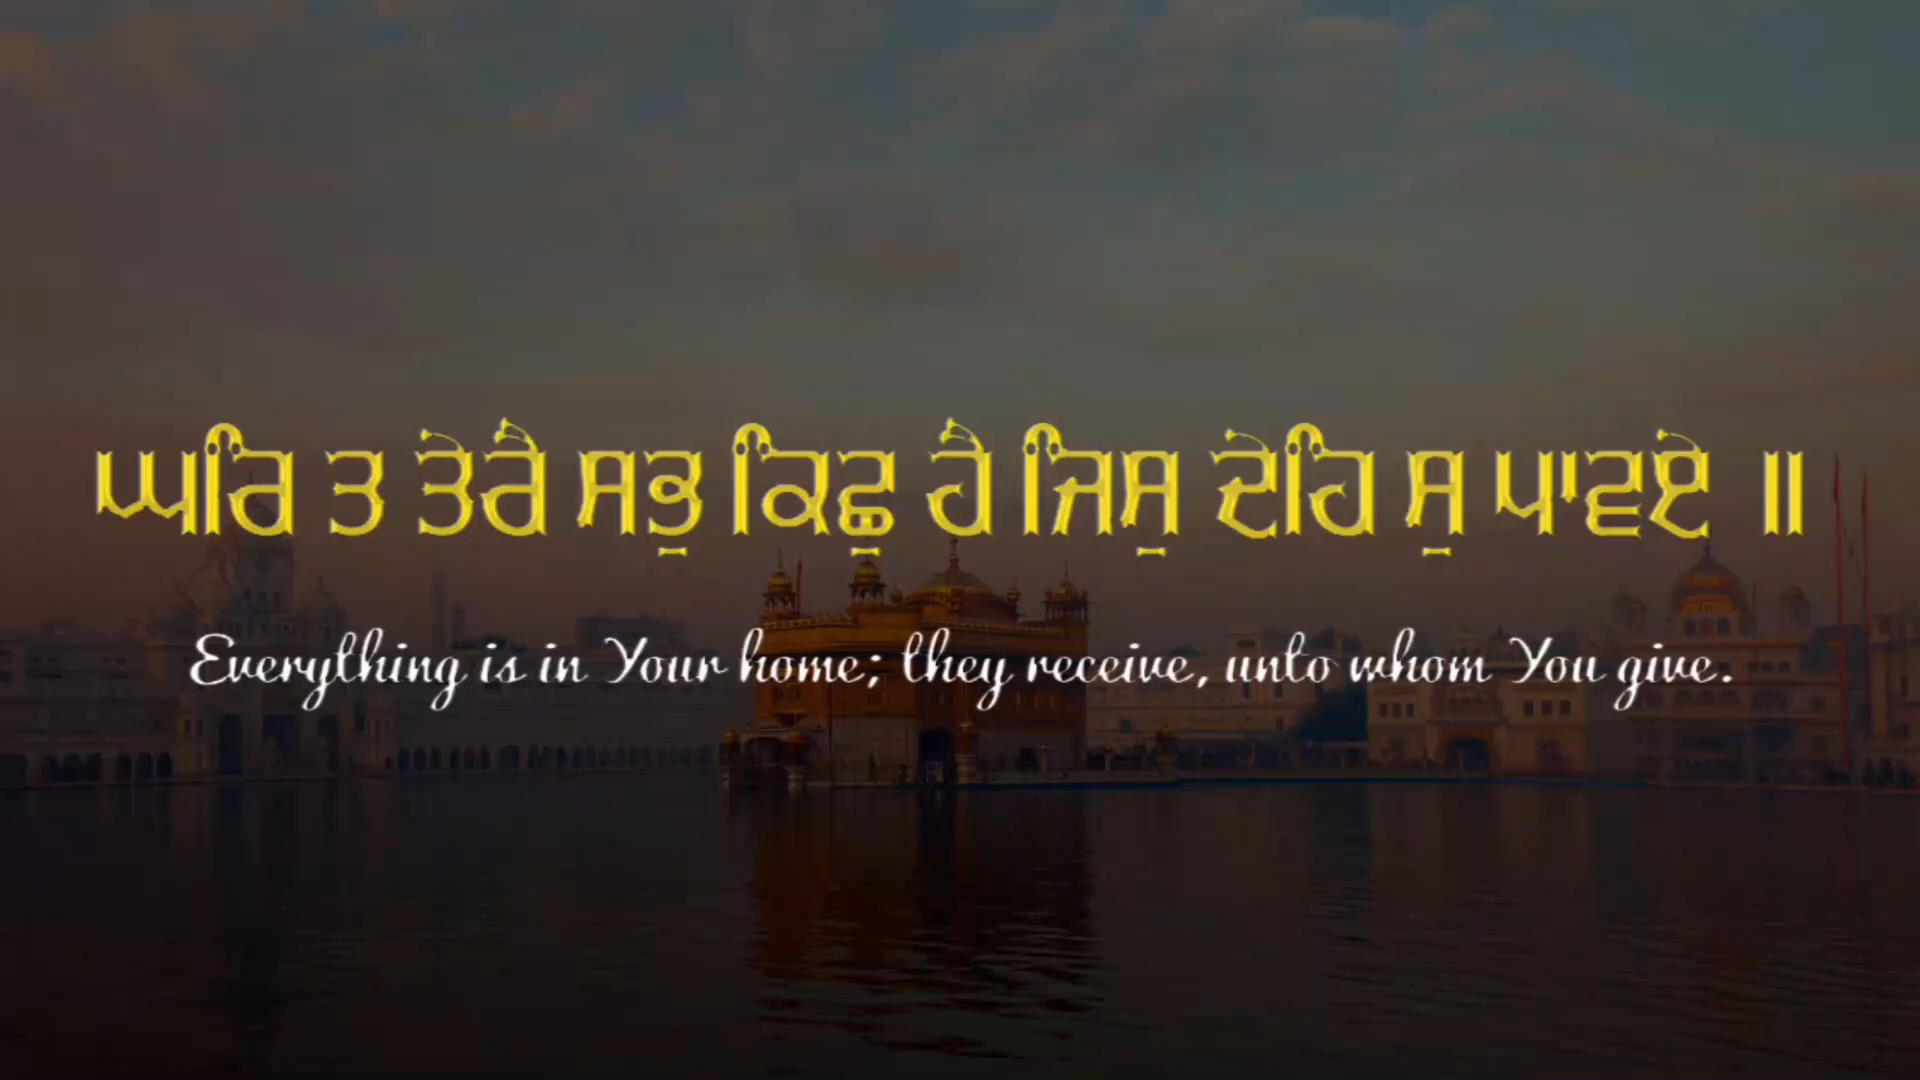 ਘਰਿ ਤ ਤੇਰੈ ਸਭੁ ਕਿਛੁ ਹੈ ਜਿਸੁ ਦੇਹਿ ਸੁ ਪਾਵਏ ॥
Everything is in Your home; they receive, unto whom You give.